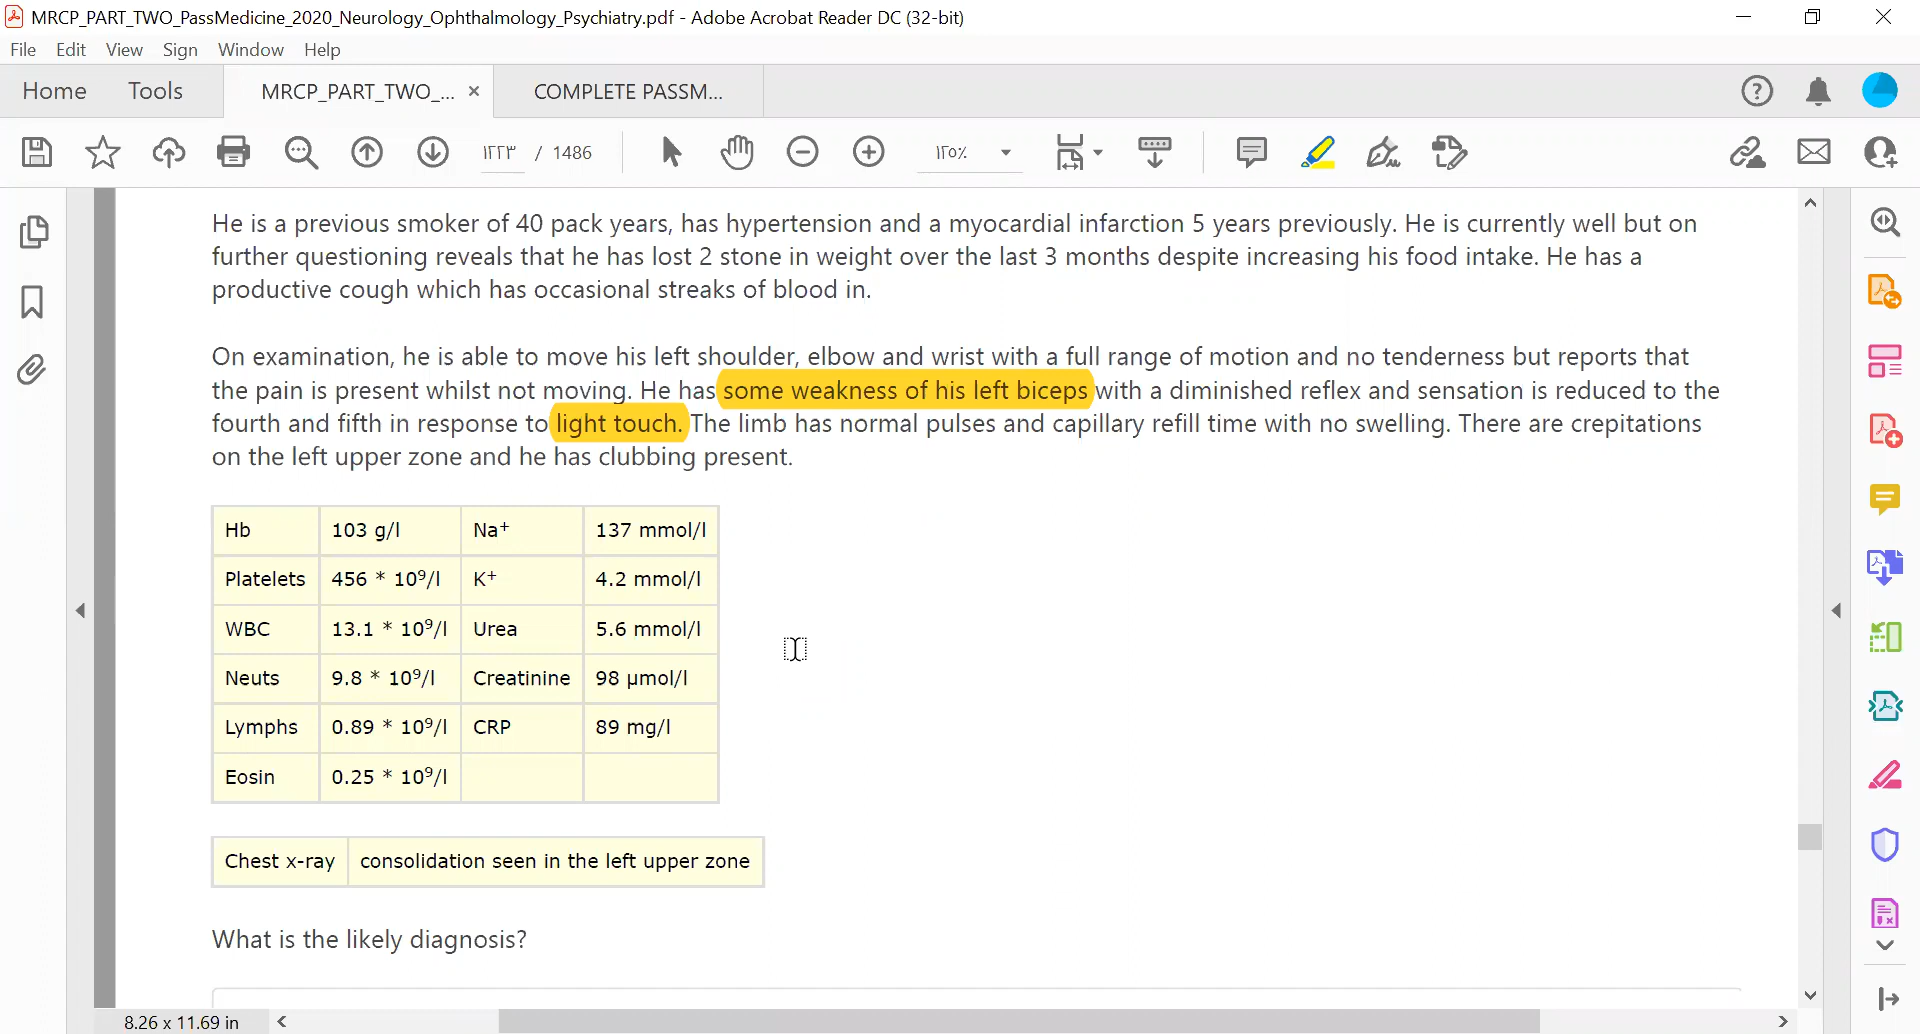 MRCP_PART_TWO_PassMedicine_2020_Neurology_Ophthalmology_Psychiatry.pdf - Adobe Acrobat Reader DC (32-bit)
File Edit View Sign Window Help
Home Tools MRCP_PART_TWO_... × COMPLETE PASSM...
١٢٢٣ / 1486 ١٢٥٪
He is a previous smoker of 40 pack years, has hypertension and a myocardial infarction 5 years previously. He is currently well but on
further questioning reveals that he has lost 2 stone in weight over the last 3 months despite increasing his food intake. He has a
productive cough which has occasional streaks of blood in.
On examination, he is able to move his left shoulder, elbow and wrist with a full range of motion and no tenderness but reports that
the pain is present whilst not moving. He has some weakness of his left biceps with a diminished reflex and sensation is reduced to the
fourth and fifth in response to light touch. The limb has normal pulses and capillary refill time with no swelling. There are crepitations
on the left upper zone and he has clubbing present.
Hb 103 g/l Na⁺ 137 mmol/l
Platelets 456 * 10⁹/l K⁺ 4.2 mmol/l
WBC 13.1 * 10⁹/l Urea 5.6 mmol/l
Neuts 9.8 * 10⁹/l Creatinine 98 µmol/l
Lymphs 0.89 * 10⁹/l CRP 89 mg/l
Eosin 0.25 * 10⁹/l
Chest x-ray consolidation seen in the left upper zone
What is the likely diagnosis?
8.26 x 11.69 in